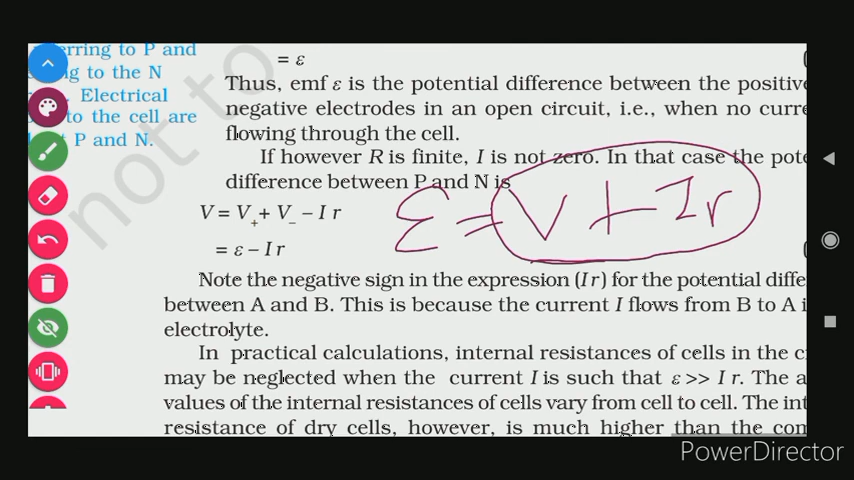 erring to P and
ing to the N
Electrical
to the cell are
P and N.
= ε
Thus, emf ε is the potential difference between the positive
negative electrodes in an open circuit, i.e., when no curre
flowing through the cell.
If however R is finite, I is not zero. In that case the pote
difference between P and N is
V = V₊ + V₋ – I r
= ε – I r
ε = V + Ir
Note the negative sign in the expression (I r) for the potential diffe
between A and B. This is because the current I flows from B to A i
electrolyte.
In practical calculations, internal resistances of cells in the c
may be neglected when the current I is such that ε >> I r. The a
values of the internal resistances of cells vary from cell to cell. The int
resistance of dry cells, however, is much higher than the com
not to
PowerDirector